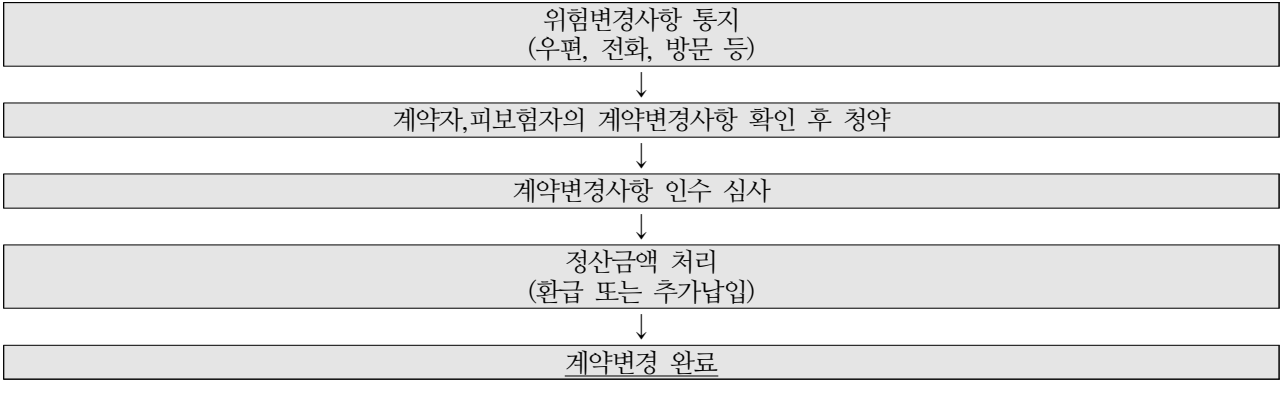 위험변경사항 통지
(우편, 전화, 방문 등)
↓
계약자,피보험자의 계약변경사항 확인 후 청약
↓
계약변경사항 인수 심사
↓
정산금액 처리
(환급 또는 추가납입)
↓
계약변경 완료